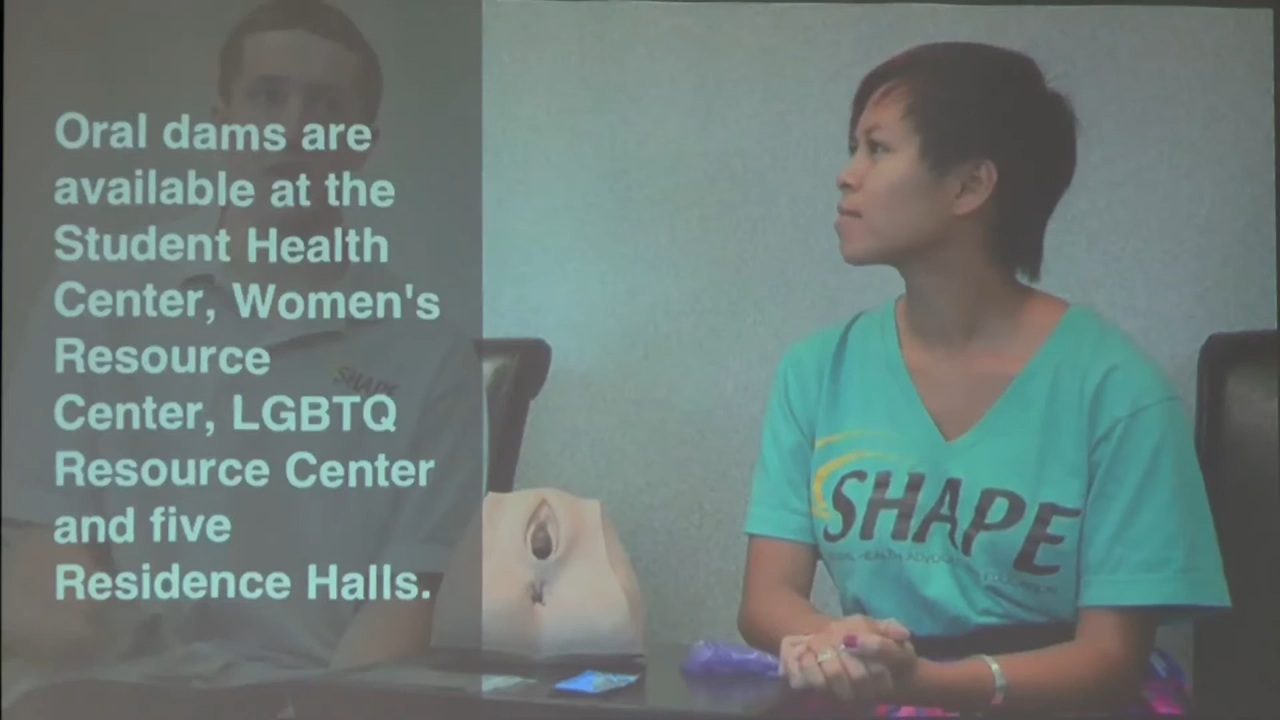 Oral dams are
available at the
Student Health
Center, Women's
Resource
Center, LGBTQ
Resource Center
and five
Residence Halls.
SHAPE
SHAPE